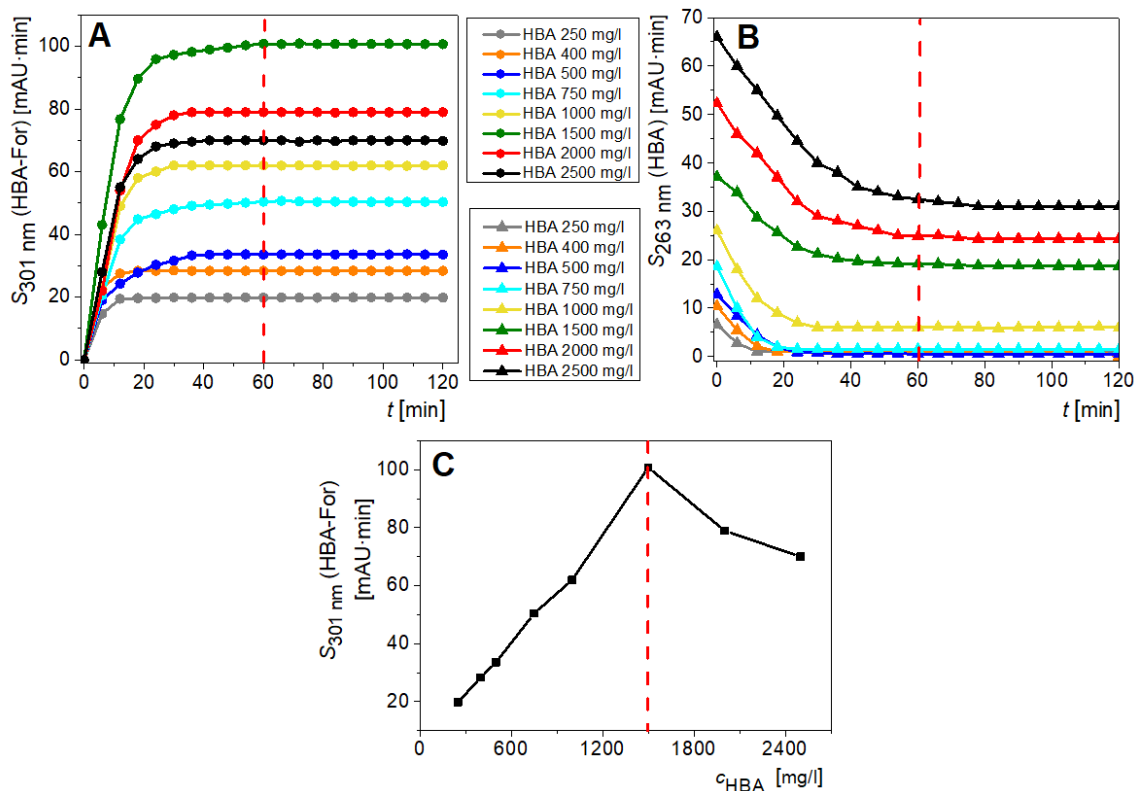 A
S301 nm (HBA-For) [mAU·min]
100
80
60
40
20
0
0 20 40 60 80 100 120
t [min]
HBA 250 mg/l
HBA 400 mg/l
HBA 500 mg/l
HBA 750 mg/l
HBA 1000 mg/l
HBA 1500 mg/l
HBA 2000 mg/l
HBA 2500 mg/l
HBA 250 mg/l
HBA 400 mg/l
HBA 500 mg/l
HBA 750 mg/l
HBA 1000 mg/l
HBA 1500 mg/l
HBA 2000 mg/l
HBA 2500 mg/l
B
S263 nm (HBA) [mAU·min]
70
60
50
40
30
20
10
0
0 20 40 60 80 100 120
t [min]
C
S301 nm (HBA-For)
[mAU·min]
100
80
60
40
20
0 600 1200 1800 2400
cHBA [mg/l]